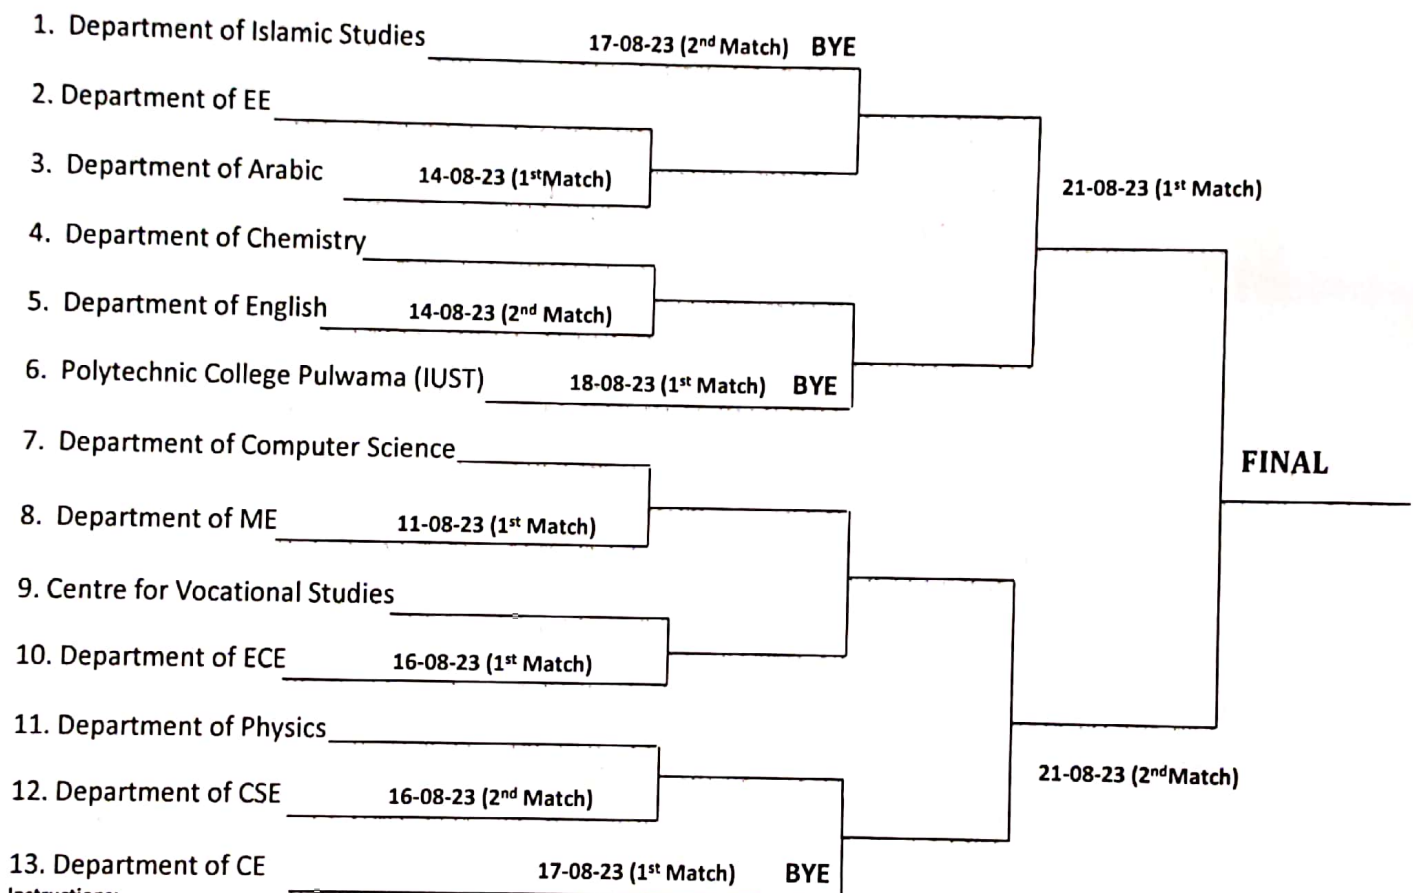 1. Department of Islamic Studies 17-08-23 (2nd Match) BYE
2. Department of EE
3. Department of Arabic 14-08-23 (1stMatch)
21-08-23 (1st Match)
4. Department of Chemistry
5. Department of English 14-08-23 (2nd Match)
6. Polytechnic College Pulwama (IUST) 18-08-23 (1st Match) BYE
7. Department of Computer Science
FINAL
8. Department of ME 11-08-23 (1st Match)
9. Centre for Vocational Studies
10. Department of ECE 16-08-23 (1st Match)
11. Department of Physics
21-08-23 (2ndMatch)
12. Department of CSE 16-08-23 (2nd Match)
13. Department of CE 17-08-23 (1st Match) BYE